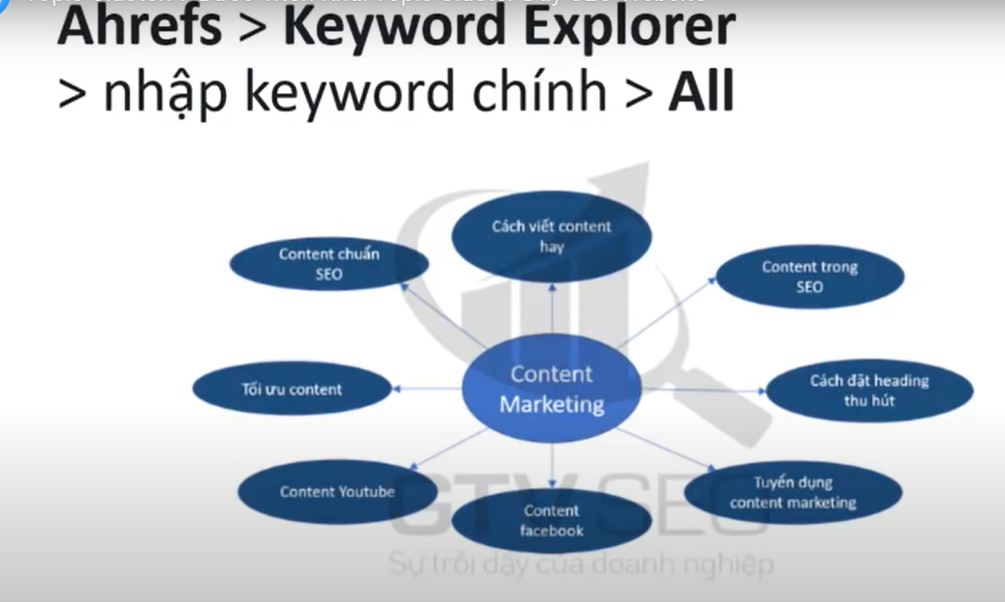 Topic Cluster
Ahrefs > Keyword Explorer
> nhập keyword chính > All
Cách viết content
hay
Content chuẩn
SEO
Content trong
SEO
Content
Marketing
Tối ưu content
Cách đặt heading
thu hút
Content Youtube
Content
facebook
Tuyển dụng
content marketing
GTV SEO
Sự trỗi dậy của doanh nghiệp